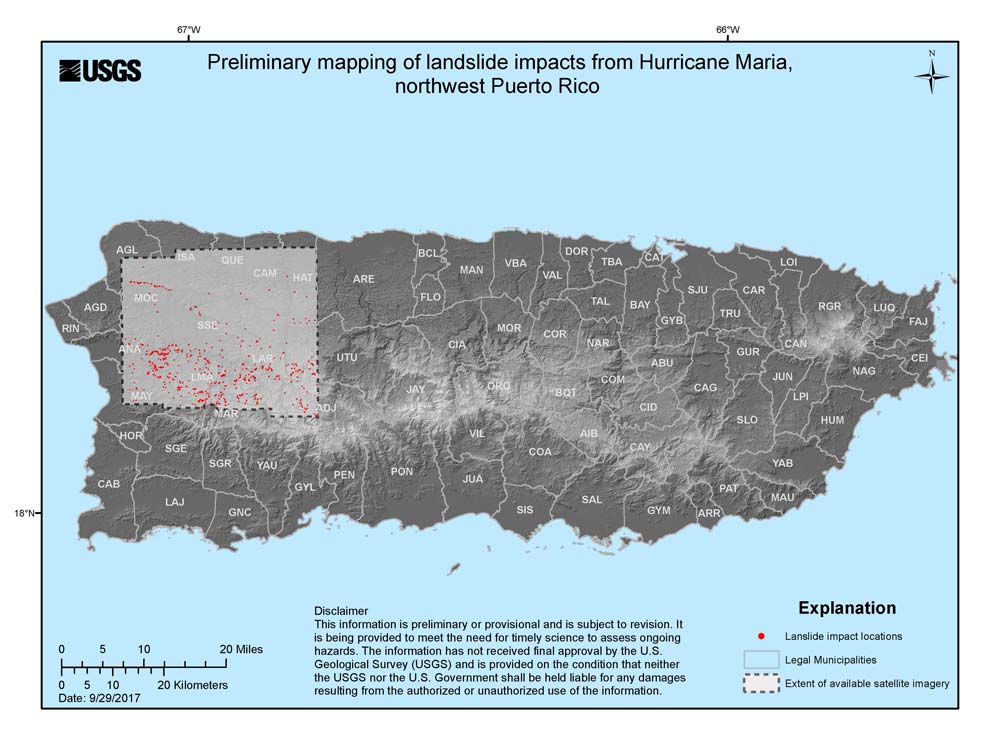 67°W 66°W
USGS
Preliminary mapping of landslide impacts from Hurricane Maria,
northwest Puerto Rico
N
AGL ISA QUE CAM HAT ARE BCL MAN VBA VAL DOR TBA CAT LOI
MOC AGD FLO TAL BAY SJU CAR TRU RGR LUQ
RIN SSE GYB FAJ
ANA LAR UTU CIA MOR COR NAR GUR CAN CEI
LMA ABU JUN NAG
MAY JAY ORO BOT COM CAG LPI
MAR ADJ CID SLO HUM
HOR SGE VIL AIB CAY
SGR YAU PEN PON COA YAB
CAB GYL JUA PAT MAU
LAJ GNC SIS SAL GYM ARR
18°N
Disclaimer
This information is preliminary or provisional and is subject to revision. It
is being provided to meet the need for timely science to assess ongoing
hazards. The information has not received final approval by the U.S.
Geological Survey (USGS) and is provided on the condition that neither
the USGS nor the U.S. Government shall be held liable for any damages
resulting from the authorized or unauthorized use of the information.
Explanation
Lanslide impact locations
Legal Municipalities
Extent of available satellite imagery
0 5 10 20 Miles
0 5 10 20 Kilometers
Date: 9/29/2017